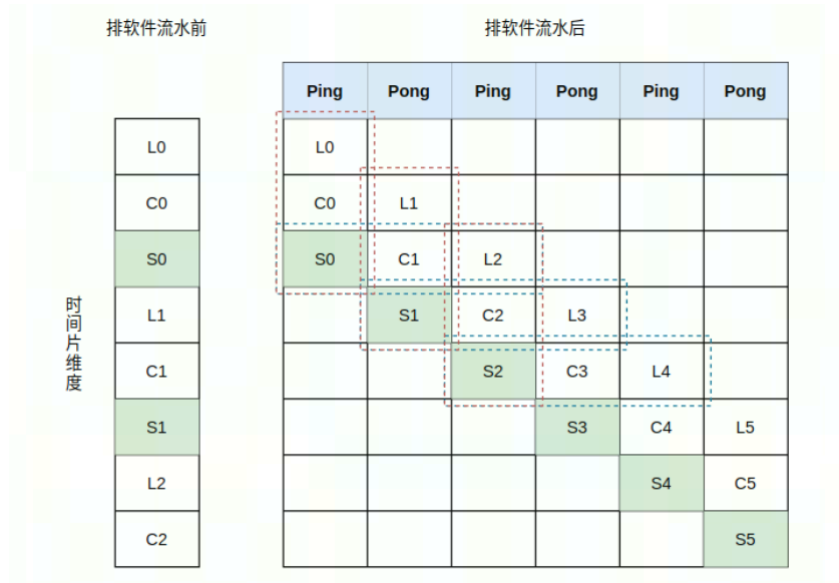 排软件流水前
排软件流水后
Ping Pong Ping Pong Ping Pong
L0 L0
C0 C0 L1
S0 S0 C1 L2
L1 S1 C2 L3
C1 S2 C3 L4
S1 S3 C4 L5
L2 S4 C5
C2 S5
时间片维度